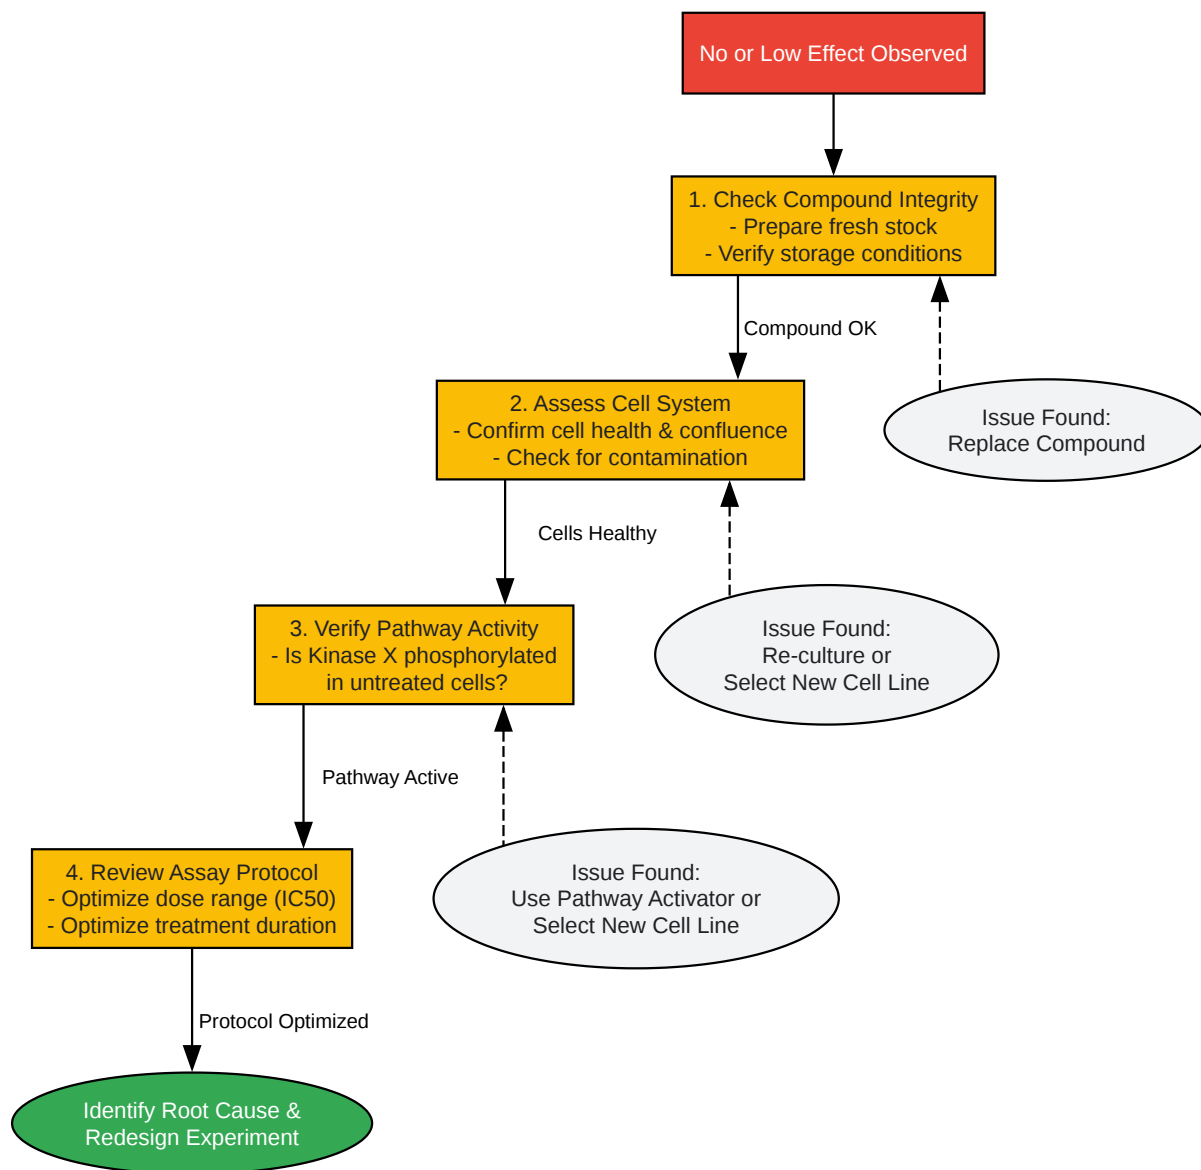 No or Low Effect Observed
1. Check Compound Integrity
- Prepare fresh stock
- Verify storage conditions
Compound OK
2. Assess Cell System
- Confirm cell health & confluence
- Check for contamination
Issue Found:
Replace Compound
Cells Healthy
3. Verify Pathway Activity
- Is Kinase X phosphorylated
in untreated cells?
Issue Found:
Re-culture or
Select New Cell Line
Pathway Active
4. Review Assay Protocol
- Optimize dose range (IC50)
- Optimize treatment duration
Issue Found:
Use Pathway Activator or
Select New Cell Line
Protocol Optimized
Identify Root Cause &
Redesign Experiment